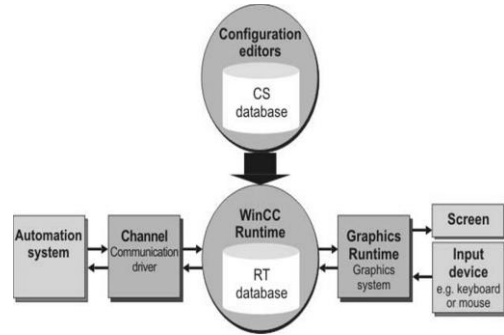 Configuration
editors
CS
database
Automation
system
Channel
Communication
driver
WinCC
Runtime
RT
database
Graphics
Runtime
Graphics
system
Screen
Input
device
e.g. keyboard
or mouse